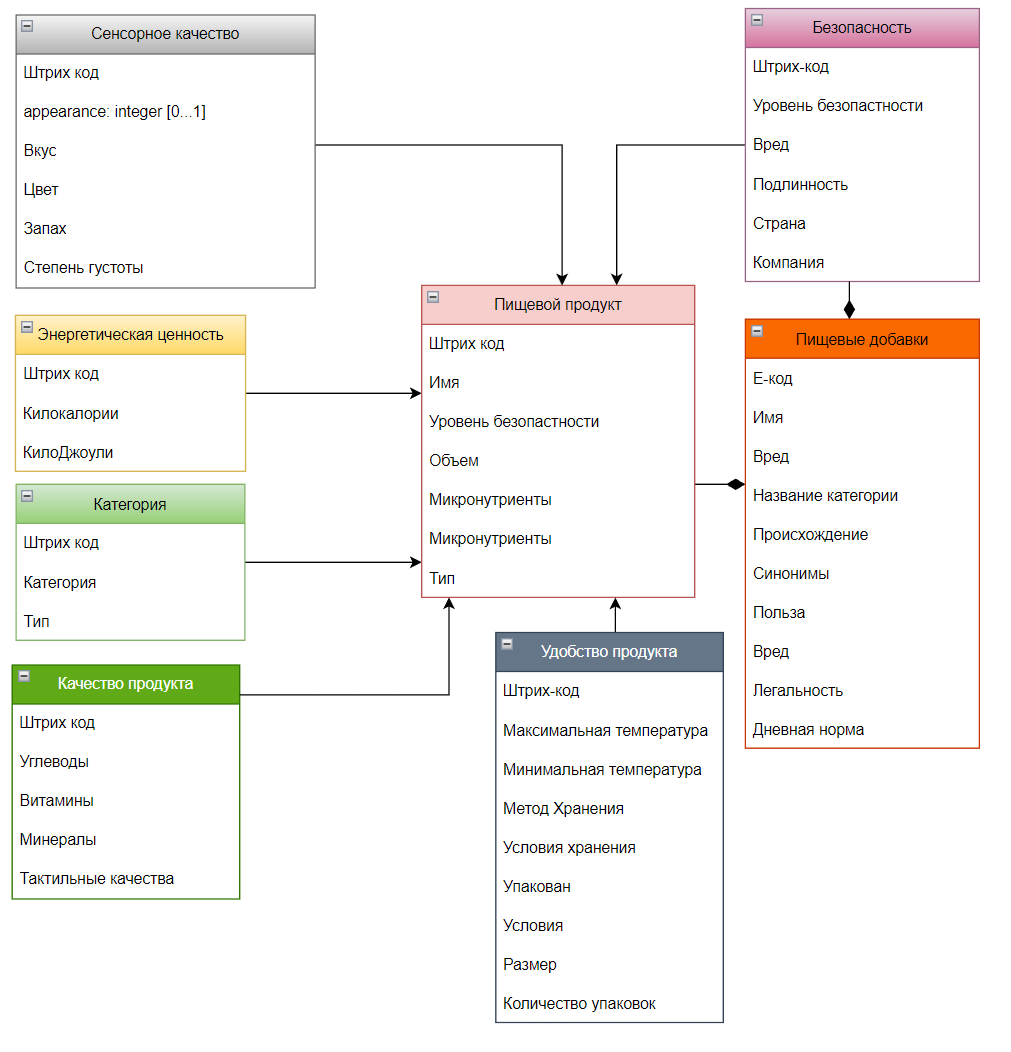 Сенсорное качество
Штрих код
appearance: integer [0...1]
Вкус
Цвет
Запах
Степень густоты
Безопасность
Штрих-код
Уровень безопастности
Вред
Подлинность
Страна
Компания
Пищевой продукт
Штрих код
Имя
Уровень безопастности
Объем
Микронутриенты
Микронутриенты
Тип
Энергетическая ценность
Штрих код
Килокалории
КилоДжоули
Категория
Штрих код
Категория
Тип
Качество продукта
Штрих код
Углеводы
Витамины
Минералы
Тактильные качества
Удобство продукта
Штрих-код
Максимальная температура
Минимальная температура
Метод Хранения
Условия хранения
Упакован
Условия
Размер
Количество упаковок
Пищевые добавки
Е-код
Имя
Вред
Название категории
Происхождение
Синонимы
Польза
Вред
Легальность
Дневная норма